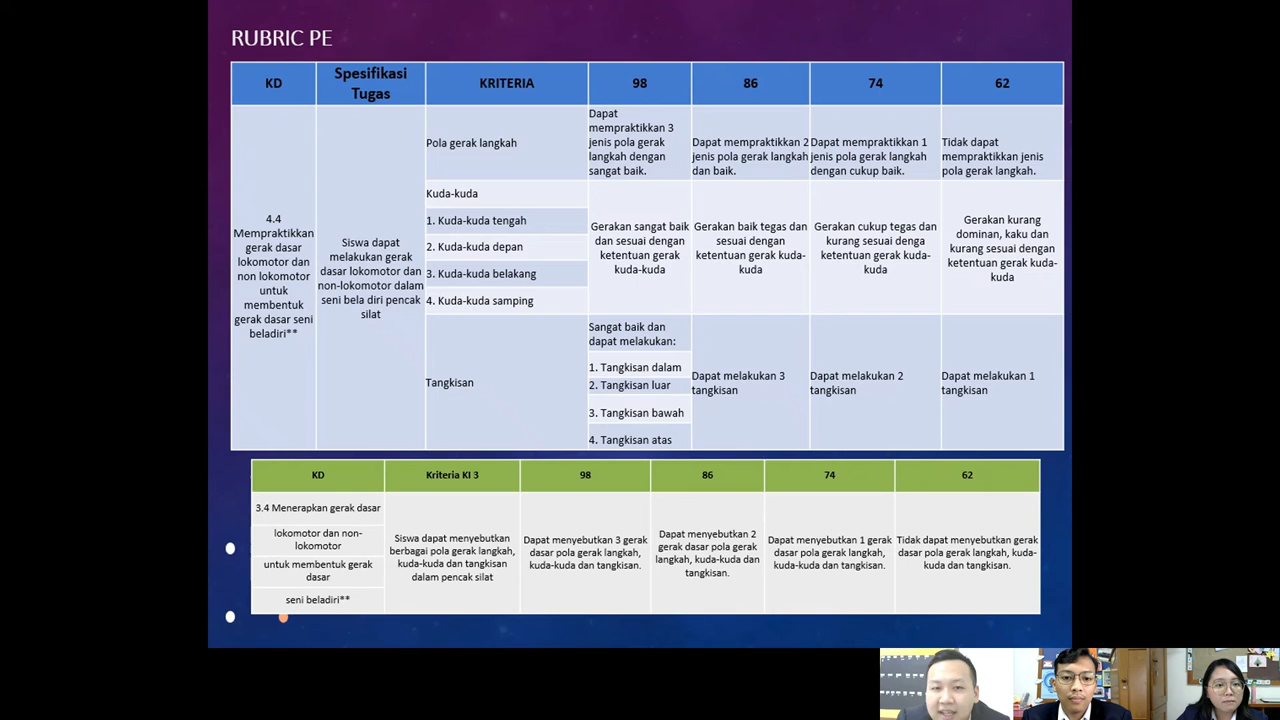 RUBRIC PE
KD
Spesifikasi
Tugas
KRITERIA
98
86
74
62
4.4
Mempraktikkan
gerak dasar
lokomotor dan
non lokomotor
untuk
membentuk
gerak dasar seni
beladiri**
Siswa dapat
melakukan gerak
dasar lokomotor dan
non-lokomotor dalam
seni bela diri pencak
silat
Pola gerak langkah
Dapat
mempraktikkan 3
jenis pola gerak
langkah dengan
sangat baik.
Dapat mempraktikkan 2
jenis pola gerak langkah
dan baik.
Dapat mempraktikkan 1
jenis pola gerak langkah
dengan cukup baik.
Tidak dapat
mempraktikkan jenis
pola gerak langkah.
Kuda-kuda
1. Kuda-kuda tengah
2. Kuda-kuda depan
3. Kuda-kuda belakang
4. Kuda-kuda samping
Gerakan sangat baik
dan sesuai dengan
ketentuan gerak
kuda-kuda
Gerakan baik tegas dan
sesuai dengan
ketentuan gerak kuda-
kuda
Gerakan cukup tegas dan
kurang sesuai denga
ketentuan gerak kuda-
kuda
Gerakan kurang
dominan, kaku dan
kurang sesuai dengan
ketentuan gerak kuda-
kuda
Tangkisan
Sangat baik dan
dapat melakukan:
1. Tangkisan dalam
2. Tangkisan luar
3. Tangkisan bawah
4. Tangkisan atas
Dapat melakukan 3
tangkisan
Dapat melakukan 2
tangkisan
Dapat melakukan 1
tangkisan
KD
Kriteria KI 3
98
86
74
62
3.4 Menerapkan gerak dasar
lokomotor dan non-
lokomotor
untuk membentuk gerak
dasar
seni beladiri**
Siswa dapat menyebutkan
berbagai pola gerak langkah,
kuda-kuda dan tangkisan
dalam pencak silat
Dapat menyebutkan 3 gerak
dasar pola gerak langkah,
kuda-kuda dan tangkisan.
Dapat menyebutkan 2
gerak dasar pola gerak
langkah, kuda-kuda dan
tangkisan.
Dapat menyebutkan 1 gerak
dasar pola gerak langkah,
kuda-kuda dan tangkisan.
Tidak dapat menyebutkan gerak
dasar pola gerak langkah, kuda-
kuda dan tangkisan.